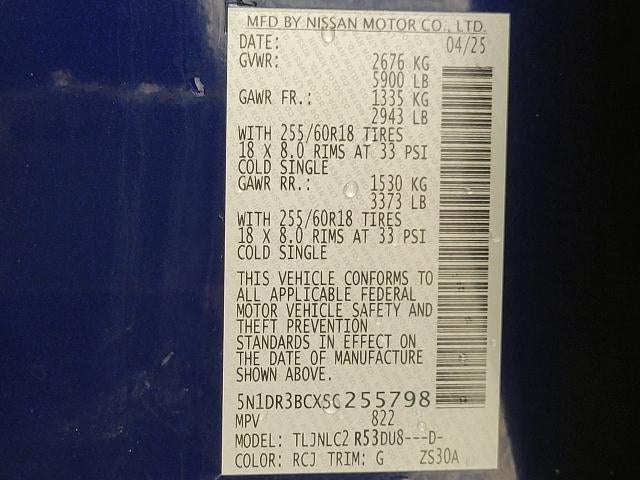 MFD BY NISSAN MOTOR CO., LTD.
DATE: 04/25
GVWR: 2676 KG
5900 LB
GAWR FR.: 1335 KG
2943 LB
WITH 255/60R18 TIRES
18 X 8.0 RIMS AT 33 PSI
COLD SINGLE
GAWR RR.: 1530 KG
3373 LB
WITH 255/60R18 TIRES
18 X 8.0 RIMS AT 33 PSI
COLD SINGLE
THIS VEHICLE CONFORMS TO
ALL APPLICABLE FEDERAL
MOTOR VEHICLE SAFETY AND
THEFT PREVENTION
STANDARDS IN EFFECT ON
THE DATE OF MANUFACTURE
SHOWN ABOVE.
5N1DR3BCXSC255798
MPV 822
MODEL: TLJNLC2 R53DU8---D-
COLOR: RCJ TRIM: G ZS30A